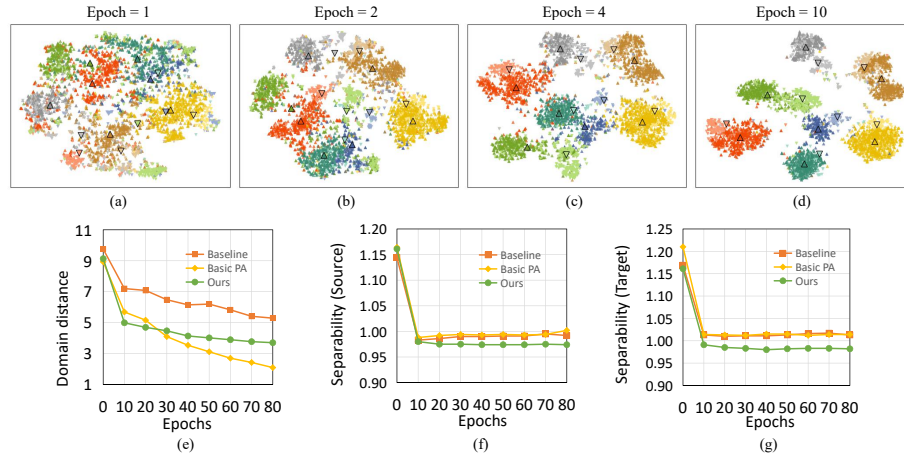 Epoch = 1 Epoch = 2 Epoch = 4 Epoch = 10
(a) (b) (c) (d)
Domain distance
11
9
7
5
3
1
Baseline
Basic PA
Ours
0 10 20 30 40 50 60 70 80
Epochs
(e)
Separability (Source)
1.20
1.15
1.10
1.05
1.00
0.95
0.90
Baseline
Basic PA
Ours
0 10 20 30 40 50 60 70 80
Epochs
(f)
Separability (Target)
1.25
1.20
1.15
1.10
1.05
1.00
0.95
0.90
Baseline
Basic PA
Ours
0 10 20 30 40 50 60 70 80
Epochs
(g)